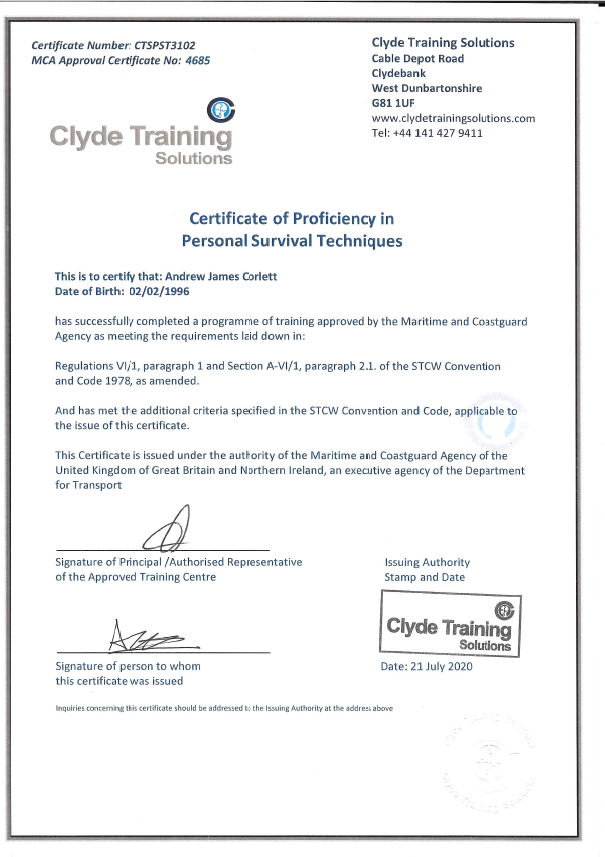 Certificate Number: CTSPST3102
MCA Approval Certificate No: 4685
Clyde Training Solutions
Cable Depot Road
Clydebank
West Dunbartonshire
G81 1UF
www.clydetrainingsolutions.com
Tel: +44 141 427 9411
Clyde Training
Solutions
Certificate of Proficiency in
Personal Survival Techniques
This is to certify that: Andrew James Corlett
Date of Birth: 02/02/1996
has successfully completed a programme of training approved by the Maritime and Coastguard
Agency as meeting the requirements laid down in:
Regulations VI/1, paragraph 1 and Section A-VI/1, paragraph 2.1. of the STCW Convention
and Code 1978, as amended.
And has met the additional criteria specified in the STCW Convention and Code, applicable to
the issue of this certificate.
This Certificate is issued under the authority of the Maritime and Coastguard Agency of the
United Kingdom of Great Britain and Northern Ireland, an executive agency of the Department
for Transport
Signature of Principal /Authorised Representative
of the Approved Training Centre
Issuing Authority
Stamp and Date
Clyde Training
Solutions
Signature of person to whom
this certificate was issued
Date: 21 July 2020
Inquiries concerning this certificate should be addressed to the Issuing Authority at the address above